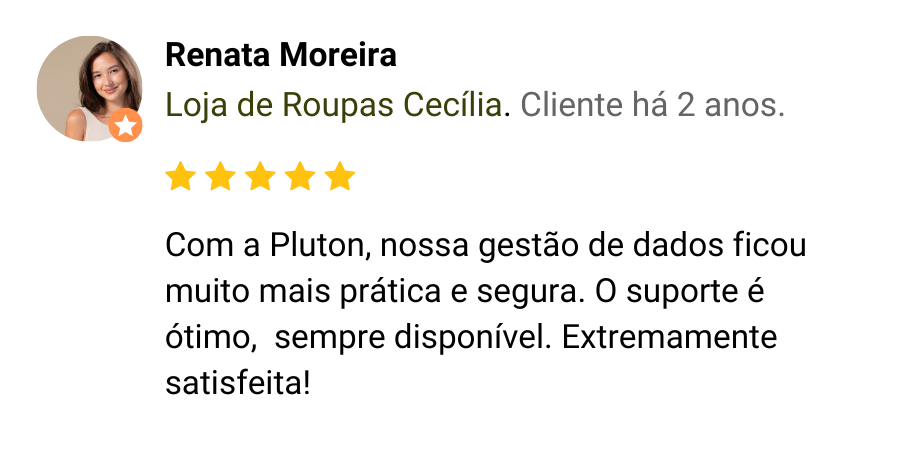 Renata Moreira
Loja de Roupas Cecília. Cliente há 2 anos.
Com a Pluton, nossa gestão de dados ficou
muito mais prática e segura. O suporte é
ótimo,  sempre disponível. Extremamente
satisfeita!